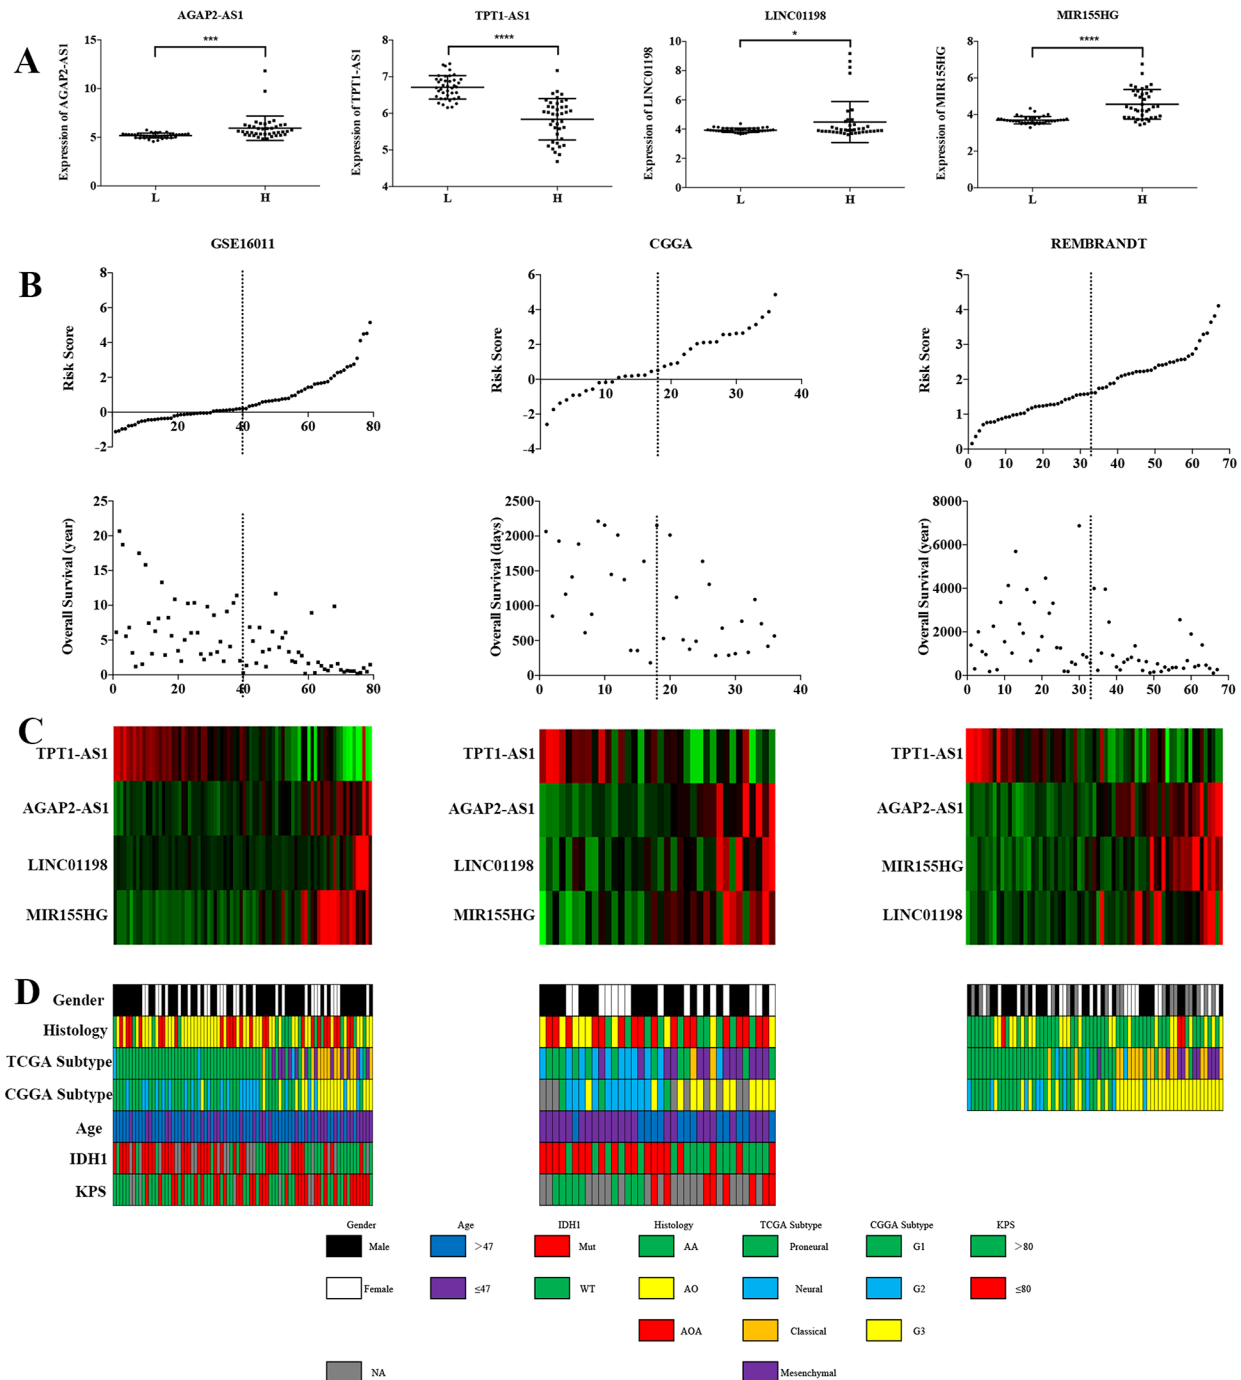 A
AGAP2-AS1
***
Expression of AGAP2-AS1
15
10
5
0
L
H
TPT1-AS1
****
Expression of TPT1-AS1
8
7
6
5
4
L
H
LINC01198
*
Expression of LINC01198
10
8
6
4
2
0
L
H
MIR155HG
****
Expression of MIR155HG
8
6
4
2
0
L
H
B
GSE16011
Risk Score
8
6
4
2
0
-2
20
40
60
80
CGGA
Risk Score
6
4
2
0
-2
-4
10
20
30
40
REMBRANDT
Risk Score
5
4
3
2
1
0
0
10
20
30
40
50
60
70
Overall Survival (year)
25
20
15
10
5
0
0
20
40
60
80
Overall Survival (days)
2500
2000
1500
1000
500
0
0
10
20
30
40
Overall Survival (year)
8000
6000
4000
2000
0
0
10
20
30
40
50
60
70
C
TPT1-AS1
AGAP2-AS1
LINC01198
MIR155HG
TPT1-AS1
AGAP2-AS1
LINC01198
MIR155HG
TPT1-AS1
AGAP2-AS1
MIR155HG
LINC01198
D
Gender
Histology
TCGA Subtype
CGGA Subtype
Age
IDH1
KPS
Gender Age IDH1 Histology TCGA Subtype CGGA Subtype KPS
Male >47 Mut AA Proneural G1 >80
Female ≤47 WT AO Neural G2 ≤80
AOA Classical G3
NA Mesenchymal